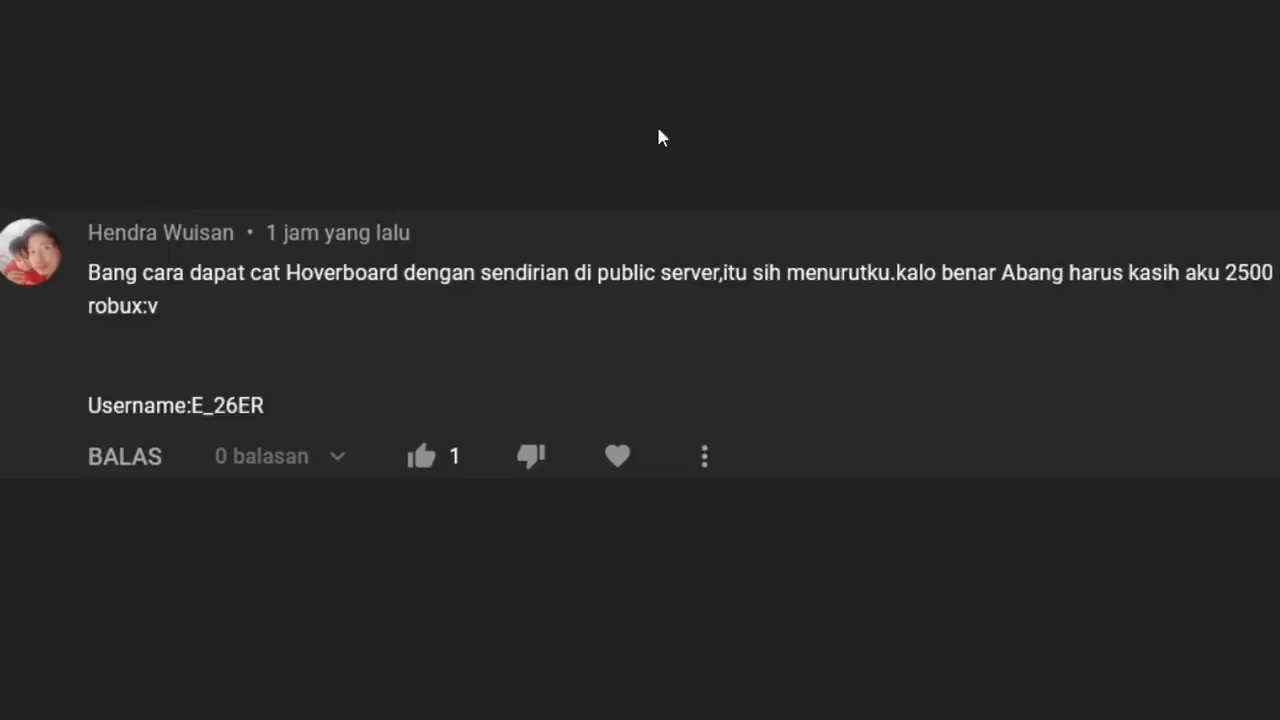 Hendra Wuisan • 1 jam yang lalu
Bang cara dapat cat Hoverboard dengan sendirian di public server,itu sih menurutku.kalo benar Abang harus kasih aku 2500
robux:v
Username:E_26ER
BALAS 0 balasan 1